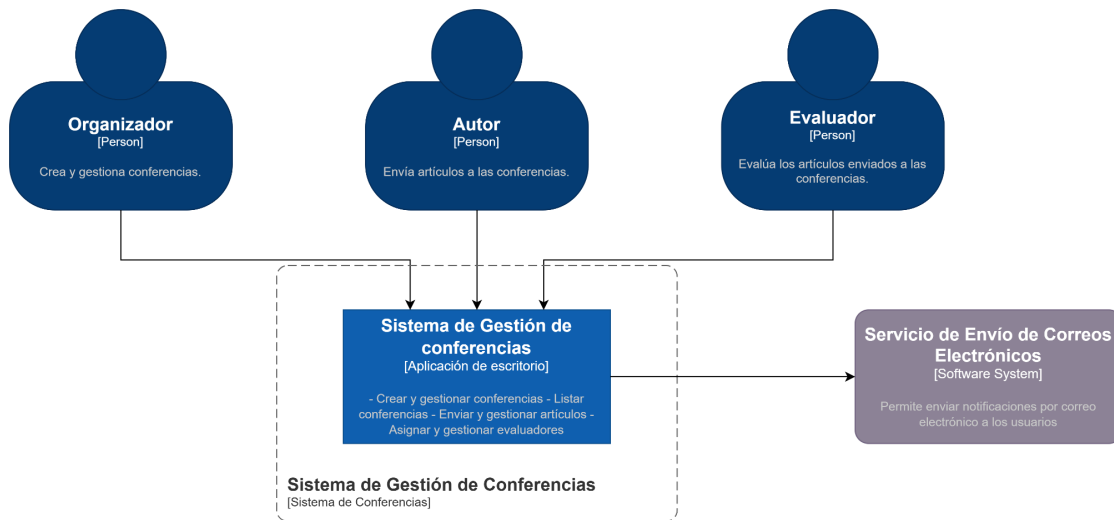 Organizador
[Person]
Crea y gestiona conferencias.
Autor
[Person]
Envía artículos a las conferencias.
Evaluador
[Person]
Evalúa los artículos enviados a las
conferencias.
Sistema de Gestión de
conferencias
[Aplicación de escritorio]
- Crear y gestionar conferencias - Listar
conferencias - Enviar y gestionar artículos -
Asignar y gestionar evaluadores
Servicio de Envío de Correos
Electrónicos
[Software System]
Permite enviar notificaciones por correo
electrónico a los usuarios
Sistema de Gestión de Conferencias
[Sistema de Conferencias]